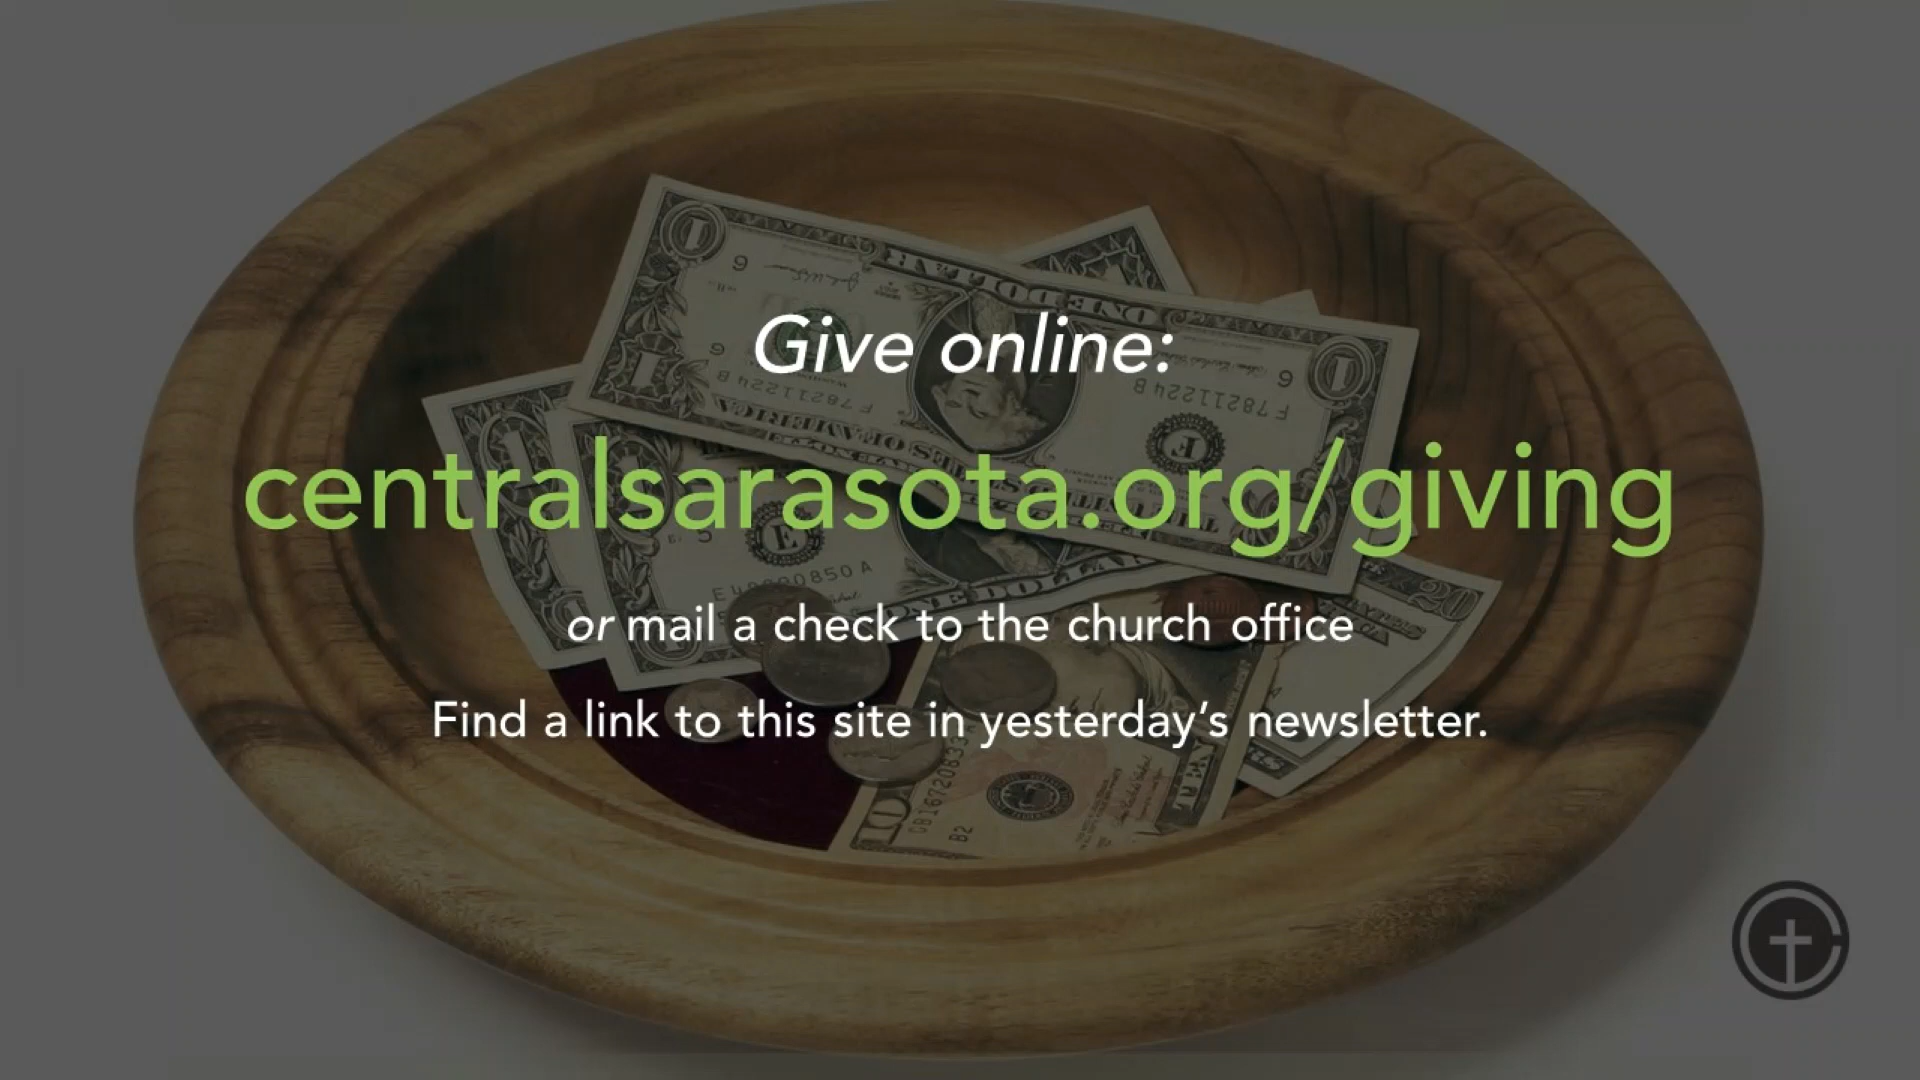 Give online:
centralsarasota.org/giving
or mail a check to the church office
Find a link to this site in yesterday's newsletter.